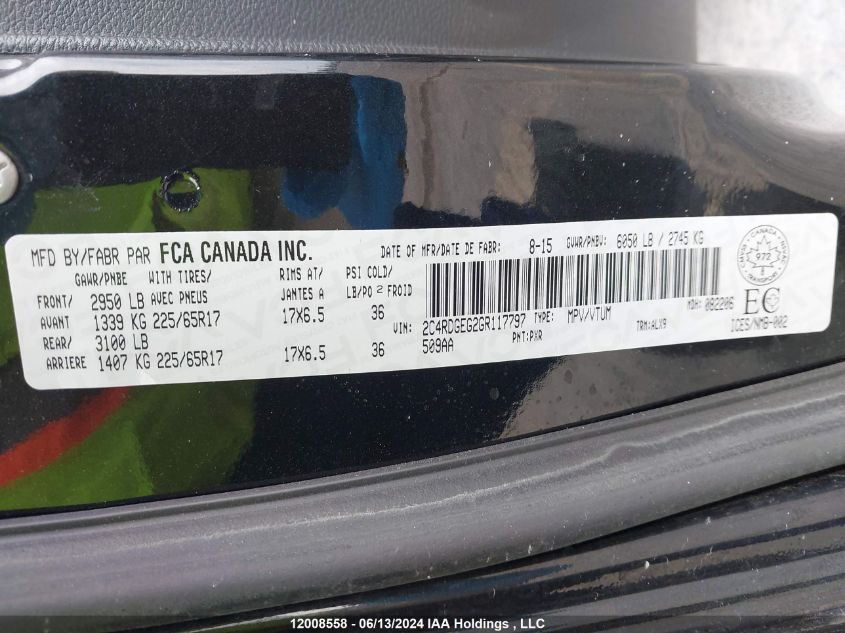 MFD BY/FABR PAR FCA CANADA INC. DATE OF MFR/DATE DE FABR: 8-15 GVWR/PNBV: 6050 LB / 2745 KG
GAWR/PNBE WITH TIRES/ RIMS AT/ PSI COLD/
AVEC PNEUS JANTES A LB/PO 2 FROID
FRONT/ 2950 LB
AVANT 1339 KG 225/65R17 17X6.5 36
REAR/ 3100 LB
ARRIERE 1407 KG 225/65R17 17X6.5 36
VIN: 2C4RDGEG2GR117797 TYPE: MPV/VTUM MDH: 082206
509AA PNT: PXR TRM: ALX9
CANADA
972
TRANSPORT
EC
ICES/NMB-002
12008558 - 06/13/2024 IAA Holdings , LLC